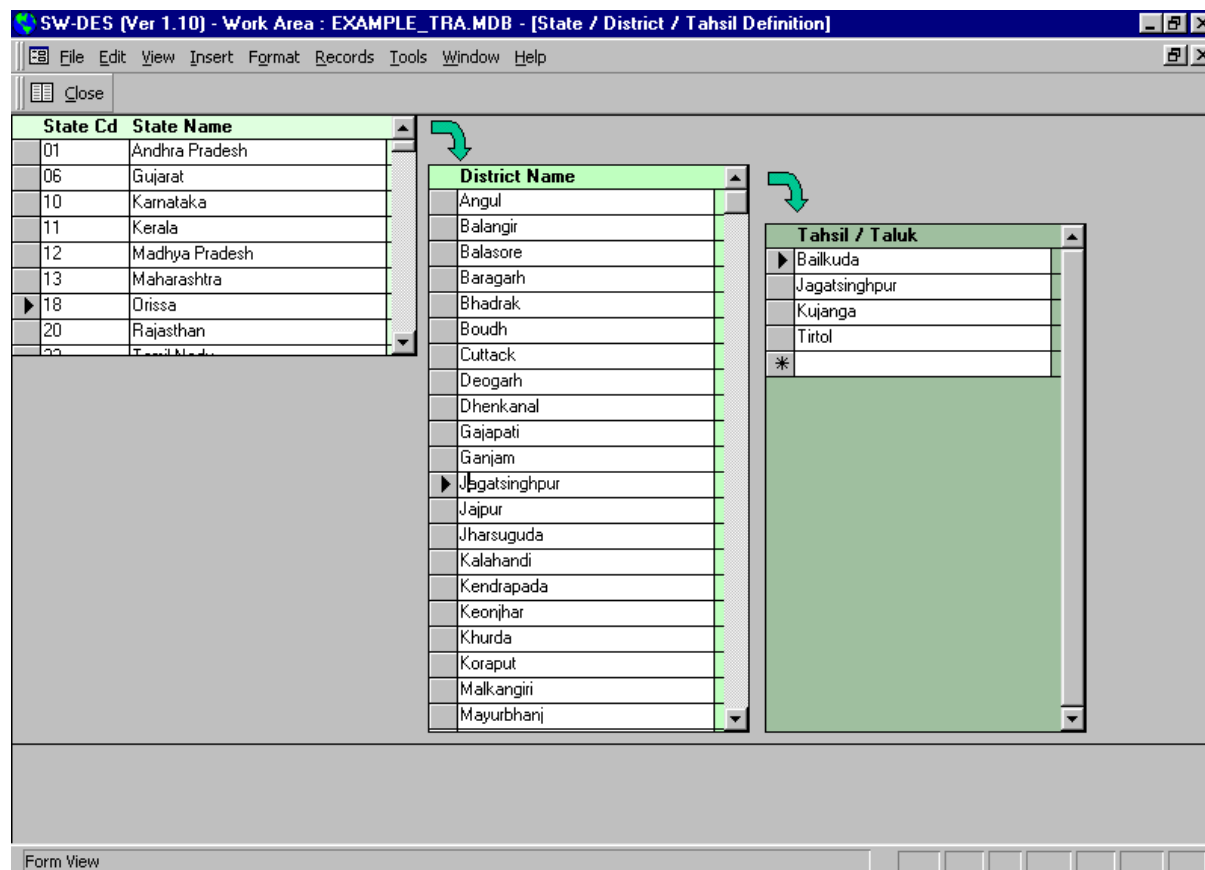 SW-DES (Ver 1.10) - Work Area : EXAMPLE_TRA.MDB - [State / District / Tahsil Definition]
File Edit View Insert Format Records Tools Window Help
Close
State Cd State Name
01 Andhra Pradesh
06 Gujarat
10 Karnataka
11 Kerala
12 Madhya Pradesh
13 Maharashtra
18 Orissa
20 Rajasthan
District Name
Angul
Balangir
Balasore
Baragarh
Bhadrak
Boudh
Cuttack
Deogarh
Dhenkanal
Gajapati
Ganjam
Jagatsinghpur
Jajpur
Jharsuguda
Kalahandi
Kendrapada
Keonjhar
Khurda
Koraput
Malkangiri
Mayurbhanj
Tahsil / Taluk
Bailkuda
Jagatsinghpur
Kujanga
Tirtol
Form View